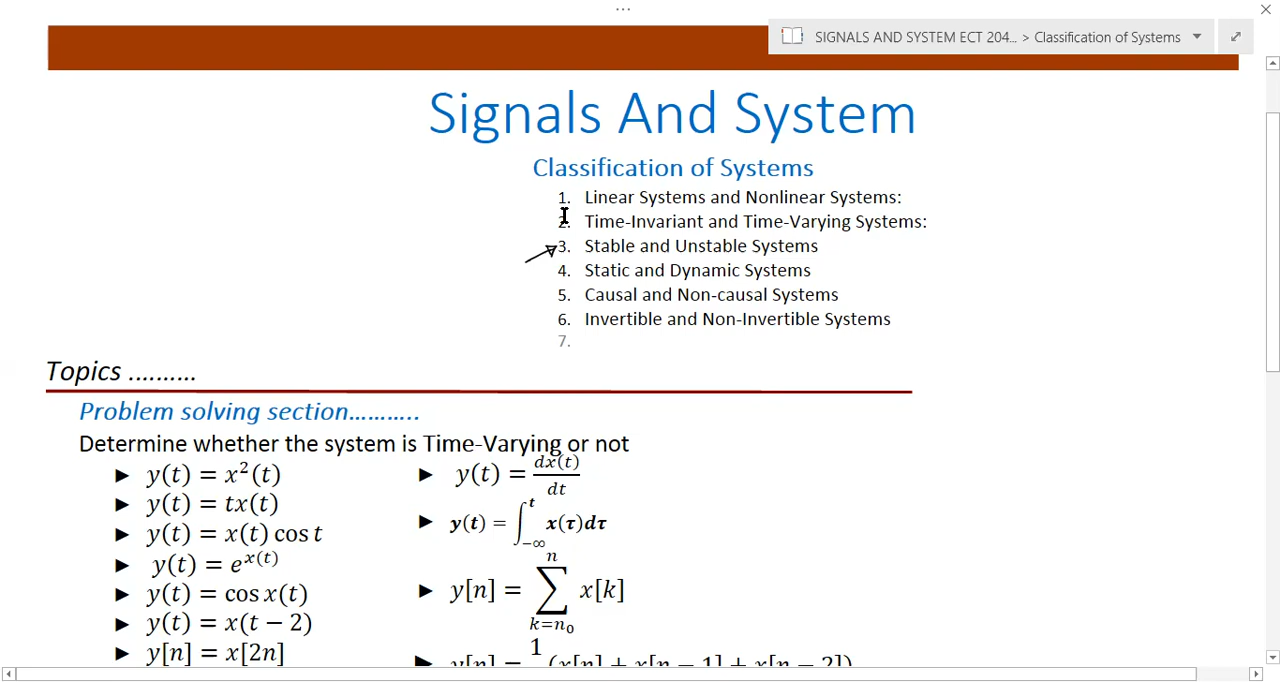 ...
SIGNALS AND SYSTEM ECT 204... > Classification of Systems
Signals And System
Classification of Systems
1. Linear Systems and Nonlinear Systems:
2. Time-Invariant and Time-Varying Systems:
3. Stable and Unstable Systems
4. Static and Dynamic Systems
5. Causal and Non-causal Systems
6. Invertible and Non-Invertible Systems
7.
Topics ..........
Problem solving section...........
Determine whether the system is Time-Varying or not
► y(t) = x²(t)
► y(t) = tx(t)
► y(t) = x(t) cos t
► y(t) = e^{x(t)}
► y(t) = cos x(t)
► y(t) = x(t − 2)
► y[n] = x[2n]
► y(t) = dx(t)/dt
► y(t) = ∫_{−∞}^{t} x(τ)dτ
► y[n] = ∑_{k=n₀}^{n} x[k]
► y[n] = 1 (x[n] + x[n − 1] + x[n − 2])